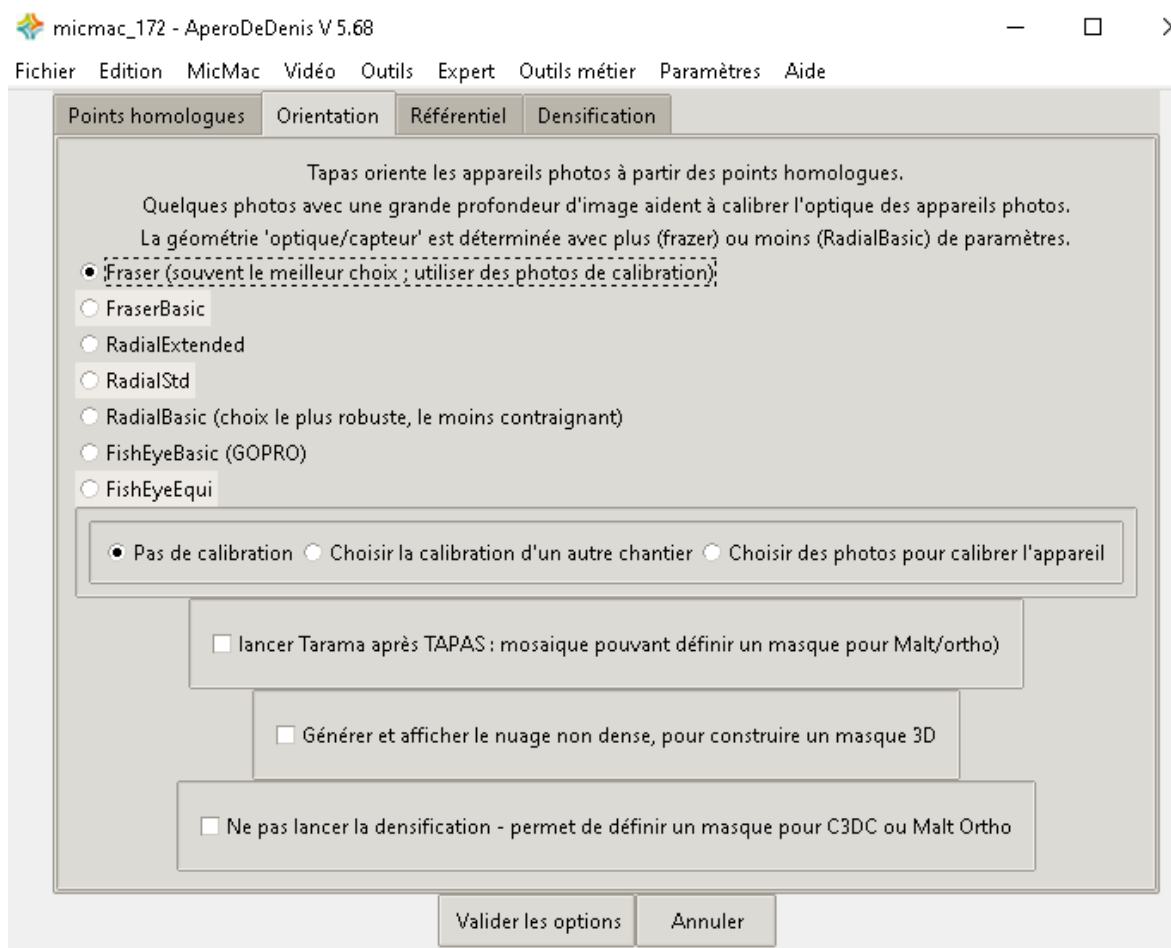 micmac_172 - AperoDeDenis V 5.68
Fichier Edition MicMac Vidéo Outils Expert Outils métier Paramètres Aide
Points homologues Orientation Référentiel Densification
Tapas oriente les appareils photos à partir des points homologues.
Quelques photos avec une grande profondeur d'image aident à calibrer l'optique des appareils photos.
La géométrie 'optique/capteur' est déterminée avec plus (frazer) ou moins (RadialBasic) de paramètres.
Fraser (souvent le meilleur choix ; utiliser des photos de calibration)
FraserBasic
RadialExtended
RadialStd
RadialBasic (choix le plus robuste, le moins contraignant)
FishEyeBasic (GOPRO)
FishEyeEqui
Pas de calibration Choisir la calibration d'un autre chantier Choisir des photos pour calibrer l'appareil
lancer Tarama après TAPAS : mosaique pouvant définir un masque pour Malt/ortho)
Générer et afficher le nuage non dense, pour construire un masque 3D
Ne pas lancer la densification - permet de définir un masque pour C3DC ou Malt Ortho
Valider les options Annuler